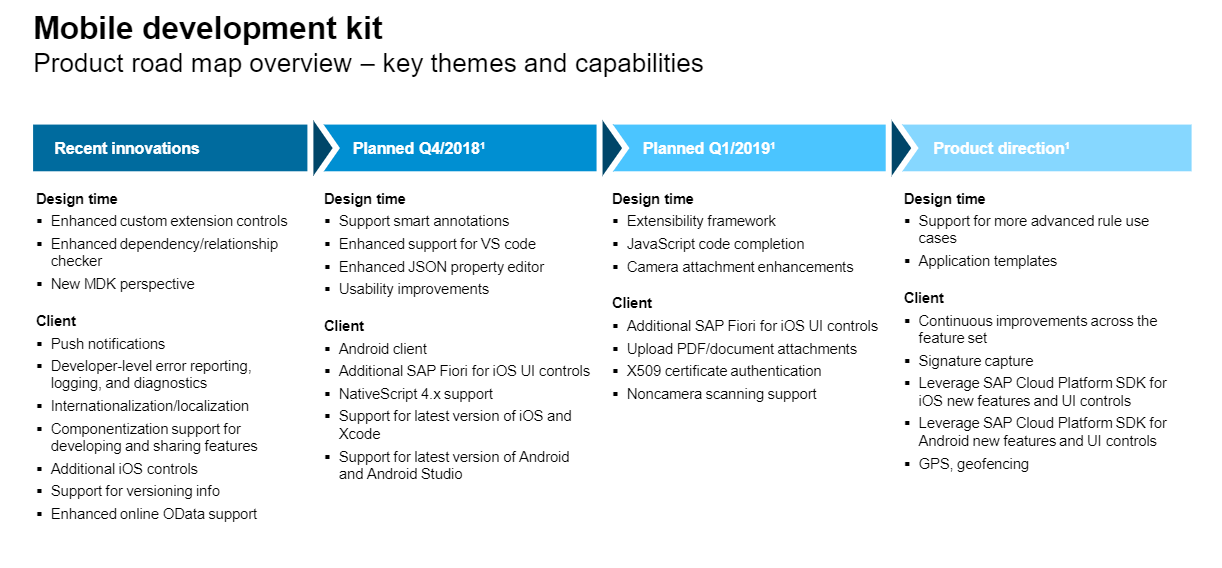 Mobile development kit
Product road map overview – key themes and capabilities
Recent innovations
Planned Q4/2018¹
Planned Q1/2019¹
Product direction¹
Design time
▪ Enhanced custom extension controls
▪ Enhanced dependency/relationship
checker
▪ New MDK perspective
Client
▪ Push notifications
▪ Developer-level error reporting,
logging, and diagnostics
▪ Internationalization/localization
▪ Componentization support for
developing and sharing features
▪ Additional iOS controls
▪ Support for versioning info
▪ Enhanced online OData support
Design time
▪ Support smart annotations
▪ Enhanced support for VS code
▪ Enhanced JSON property editor
▪ Usability improvements
Client
▪ Android client
▪ Additional SAP Fiori for iOS UI controls
▪ NativeScript 4.x support
▪ Support for latest version of iOS and
Xcode
▪ Support for latest version of Android
and Android Studio
Design time
▪ Extensibility framework
▪ JavaScript code completion
▪ Camera attachment enhancements
Client
▪ Additional SAP Fiori for iOS UI controls
▪ Upload PDF/document attachments
▪ X509 certificate authentication
▪ Noncamera scanning support
Design time
▪ Support for more advanced rule use
cases
▪ Application templates
Client
▪ Continuous improvements across the
feature set
▪ Signature capture
▪ Leverage SAP Cloud Platform SDK for
iOS new features and UI controls
▪ Leverage SAP Cloud Platform SDK for
Android new features and UI controls
▪ GPS, geofencing